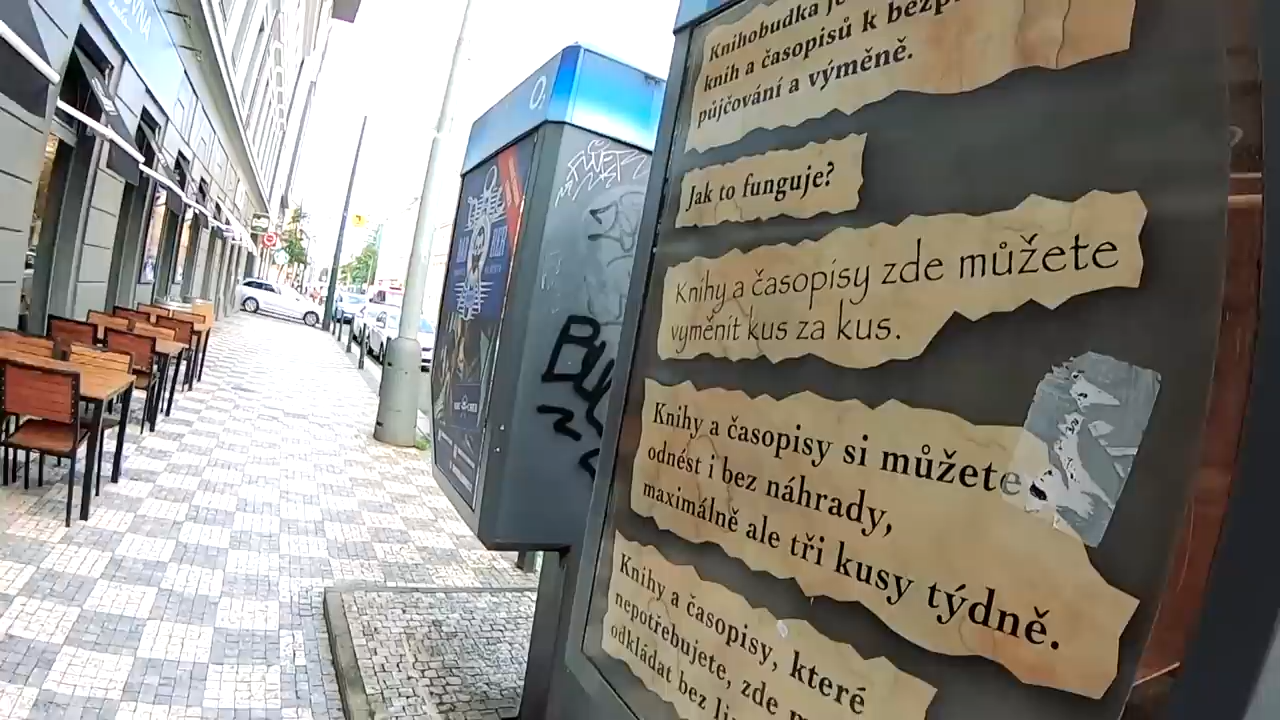 Knihobudka je
knih a časopisů k
půjčování a výměně.
Jak to funguje?
Knihy a časopisy zde můžete
vyměnit kus za kus.
Knihy a časopisy si můžete
odnést i bez náhrady,
maximálně ale tři kusy týdně.
Knihy a časopisy, které
nepotřebujete, zde
odkládat bez
O2